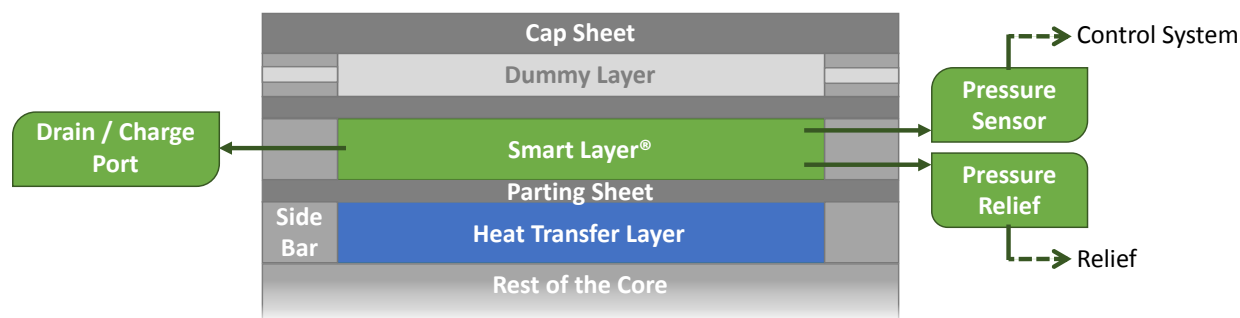 Cap Sheet
Control System
Dummy Layer
Pressure
Sensor
Drain / Charge
Port
Smart Layer®
Pressure
Relief
Parting Sheet
Side
Bar
Heat Transfer Layer
Relief
Rest of the Core